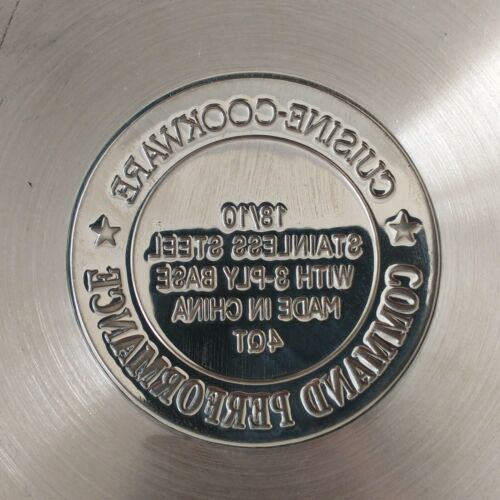 CUISINE-COOKWARE
18/10
STAINLESS STEEL
WITH 3-PLY BASE
MADE IN CHINA
4QT
COMMAND PERFORMANCE